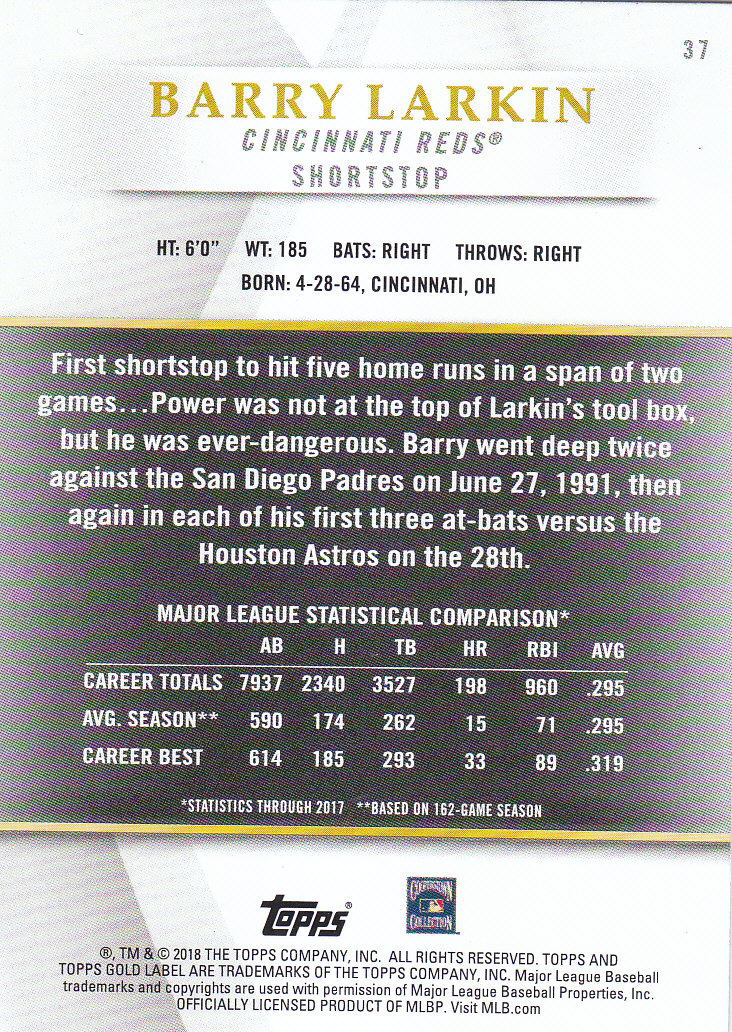 37
BARRY LARKIN
CINCINNATI REDS®
SHORTSTOP
HT: 6'0" WT: 185 BATS: RIGHT THROWS: RIGHT
BORN: 4-28-64, CINCINNATI, OH
First shortstop to hit five home runs in a span of two
games...Power was not at the top of Larkin's tool box,
but he was ever-dangerous. Barry went deep twice
against the San Diego Padres on June 27, 1991, then
again in each of his first three at-bats versus the
Houston Astros on the 28th.
MAJOR LEAGUE STATISTICAL COMPARISON*
AB H TB HR RBI AVG
CAREER TOTALS 7937 2340 3527 198 960 .295
AVG. SEASON** 590 174 262 15 71 .295
CAREER BEST 614 185 293 33 89 .319
*STATISTICS THROUGH 2017 **BASED ON 162-GAME SEASON
topps®
COOPERSTOWN
COLLECTION
®, TM & © 2018 THE TOPPS COMPANY, INC. ALL RIGHTS RESERVED. TOPPS AND
TOPPS GOLD LABEL ARE TRADEMARKS OF THE TOPPS COMPANY, INC. Major League Baseball
trademarks and copyrights are used with permission of Major League Baseball Properties, Inc.
OFFICIALLY LICENSED PRODUCT OF MLBP. Visit MLB.com